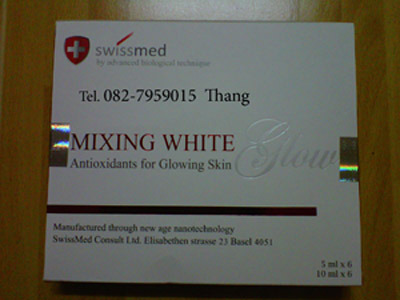 swissmed
by advanced biological technique
Tel. 082-7959015 Thang
MIXING WHITE
Glow
Antioxidants for Glowing Skin
Manufactured through new age nanotechnology
SwissMed Consult Ltd. Elisabethen strasse 23 Basel 4051
5 ml x 6
10 ml x 6